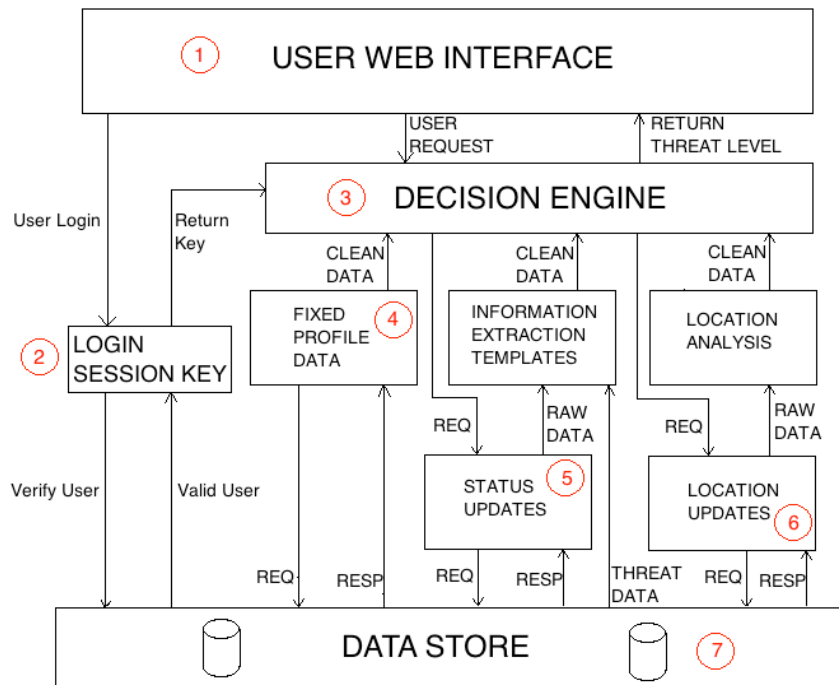 1
USER WEB INTERFACE
USER
REQUEST
RETURN
THREAT LEVEL
3
DECISION ENGINE
User Login
Return
Key
CLEAN
DATA
CLEAN
DATA
CLEAN
DATA
FIXED
PROFILE
DATA
4
INFORMATION
EXTRACTION
TEMPLATES
LOCATION
ANALYSIS
2
LOGIN
SESSION KEY
REQ
RAW
DATA
REQ
RAW
DATA
Verify User
Valid User
STATUS
UPDATES
5
LOCATION
UPDATES
6
REQ
RESP
REQ
RESP
THREAT
DATA
REQ
RESP
DATA STORE
7